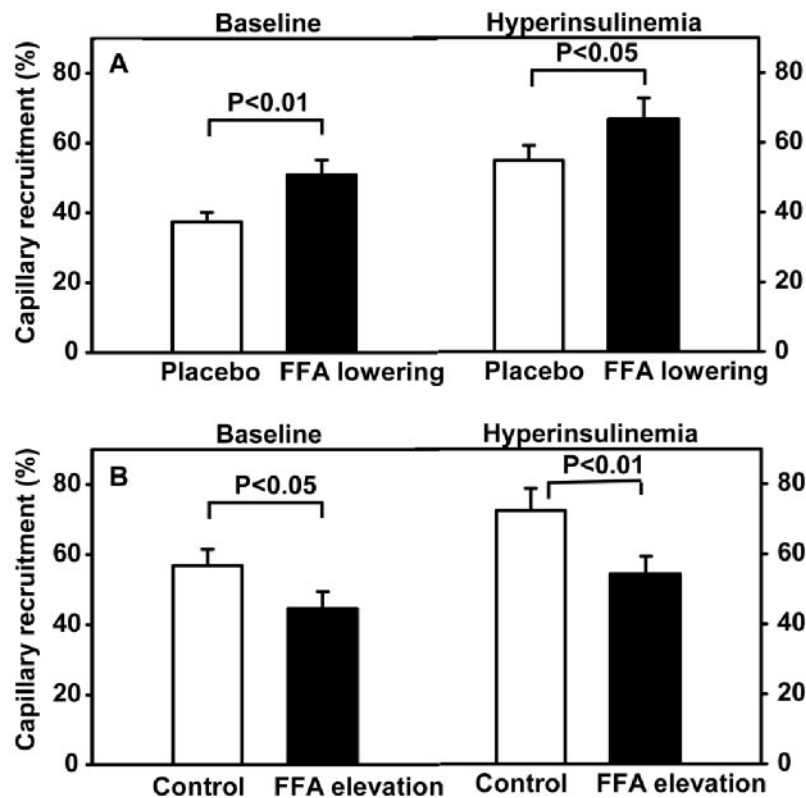 Baseline Hyperinsulinemia
A
Capillary recruitment (%)
80 80
60 60
40 40
20 20
0 0
P<0.01
P<0.05
Placebo FFA lowering Placebo FFA lowering
Baseline Hyperinsulinemia
B
Capillary recruitment (%)
80 80
60 60
40 40
20 20
0 0
P<0.05
P<0.01
Control FFA elevation Control FFA elevation